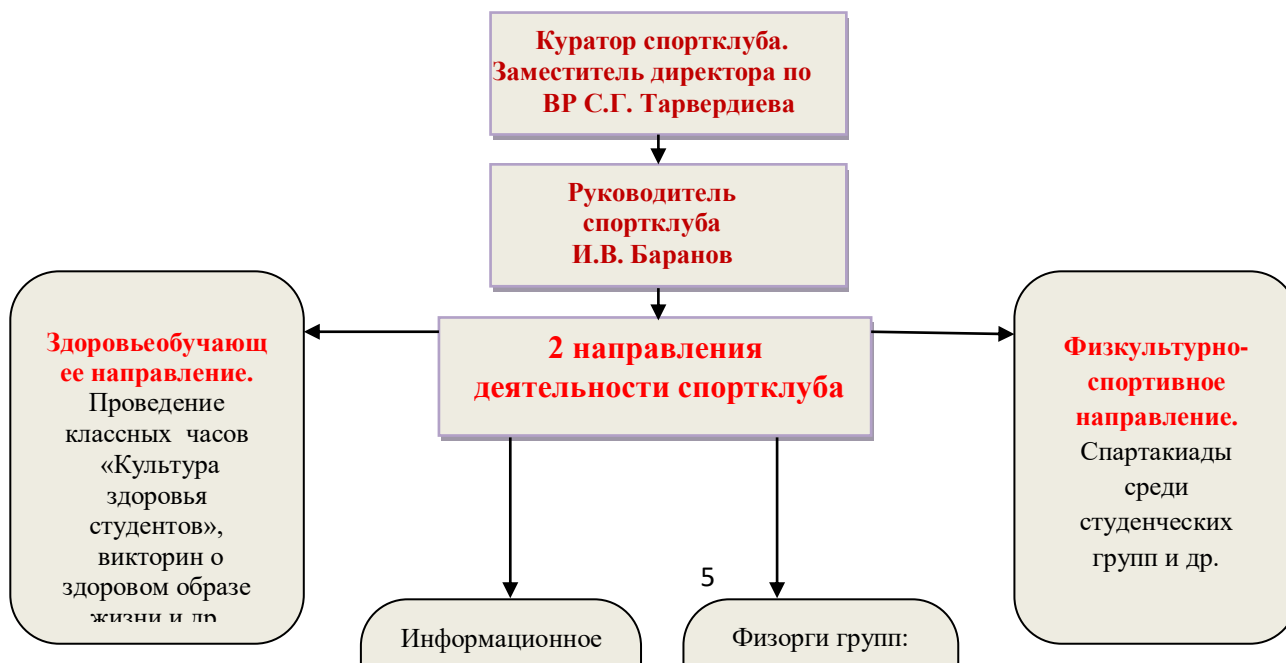 Куратор спортклуба.
Заместитель директора по
ВР С.Г. Тарвердиева
Руководитель
спортклуба
И.В. Баранов
2 направления
деятельности спортклуба
Здоровьеобучающ
ее направление.
Проведение
классных часов
«Культура
здоровья
студентов»,
викторин о
здоровом образе
жизни и др
Физкультурно-
спортивное
направление.
Спартакиады
среди
студенческих
групп и др.
5
Информационное
Физорги групп: